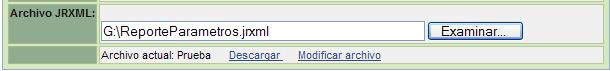 Archivo JRXML:
G:\ReporteParametros.jrxml Examinar...
Archivo actual: Prueba Descargar Modificar archivo